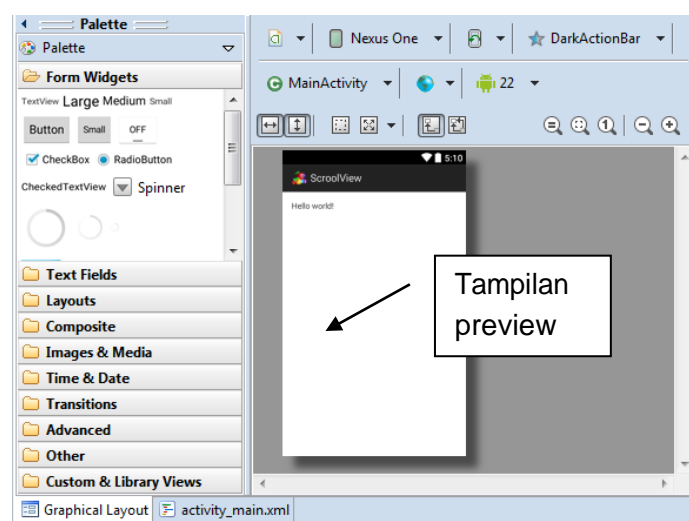 Palette
Palette
Form Widgets
TextView Large Medium Small
Button Small OFF
CheckBox RadioButton
CheckedTextView Spinner
Text Fields
Layouts
Composite
Images & Media
Time & Date
Transitions
Advanced
Other
Custom & Library Views
Graphical Layout activity_main.xml
Nexus One DarkActionBar
MainActivity 22
5:10
ScroolView
Hello world!
Tampilan
preview